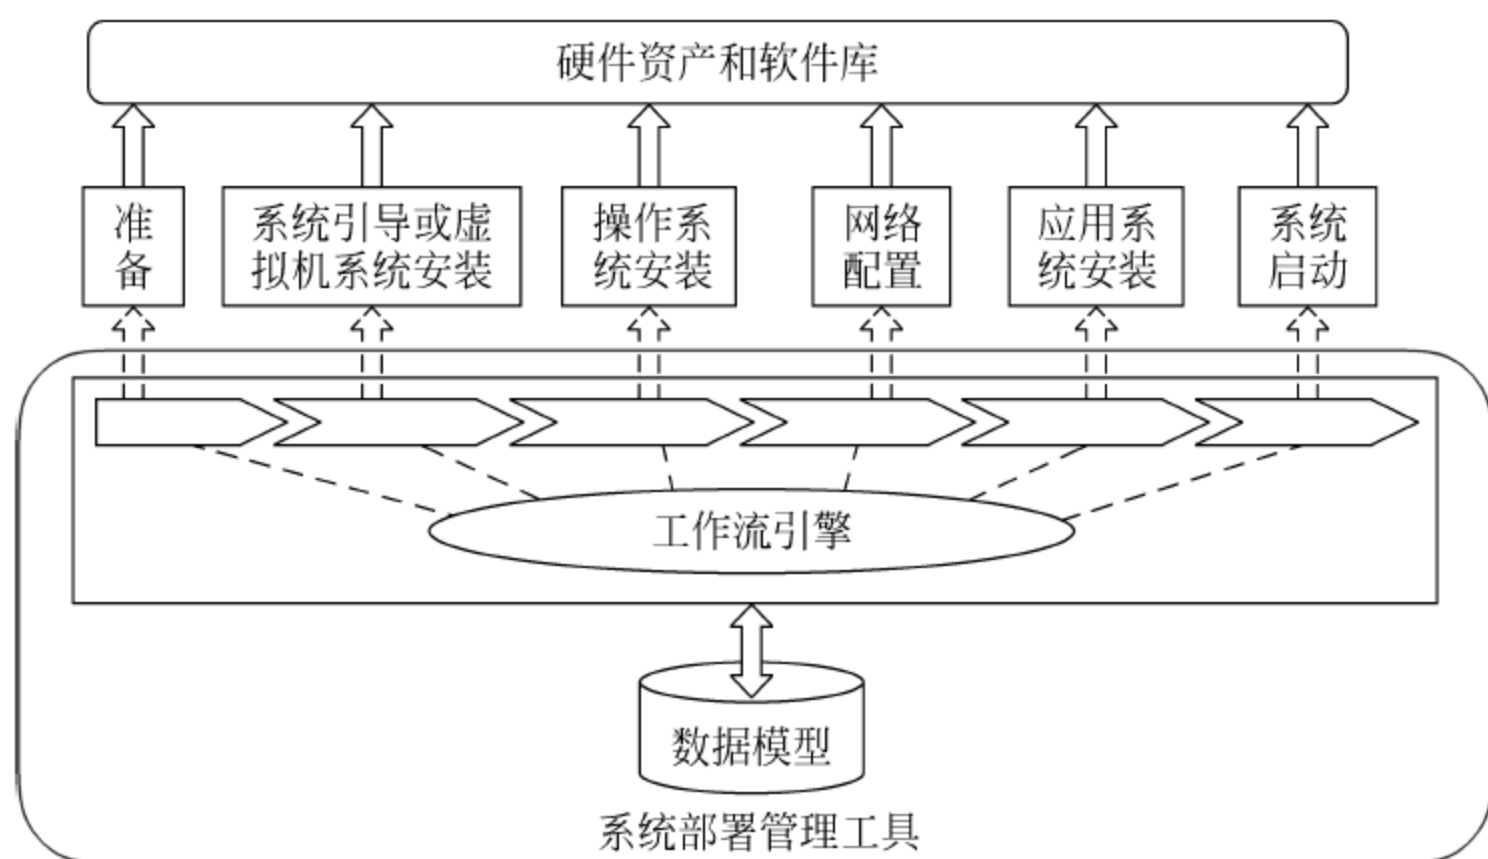 硬件资产和软件库
准
备
系统引导或虚
拟机系统安装
操作系
统安装
网络
配置
应用系
统安装
系统
启动
工作流引擎
数据模型
系统部署管理工具